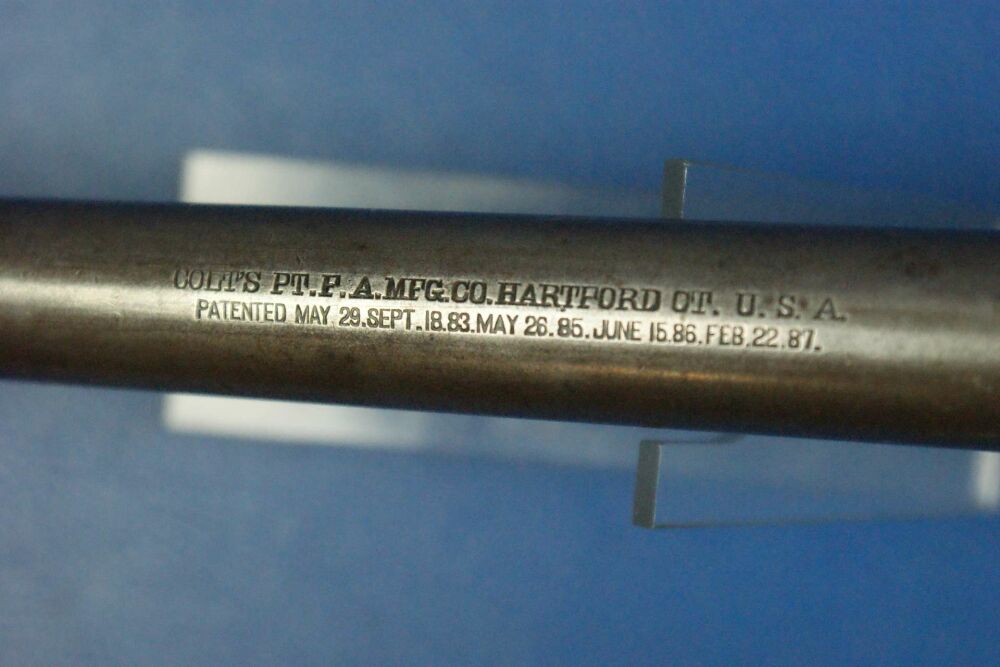 COLT'S PT.F.A.MFG.CO.HARTFORD CT. U.S.A.
PATENTED MAY 29.SEPT.18.83.MAY 26.85.JUNE 15.86.FEB.22.87.